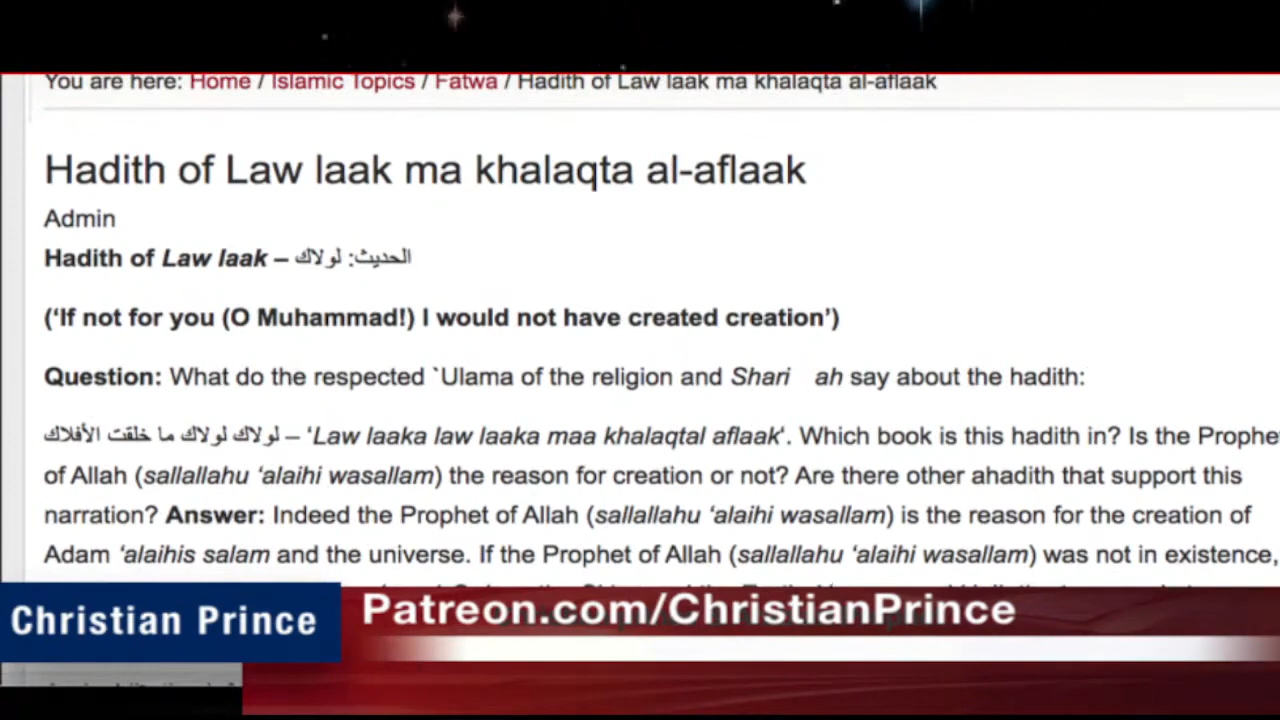 You are here: Home / Islamic Topics / Fatwa / Hadith of Law laak ma khalaqta al-aflaak
Hadith of Law laak ma khalaqta al-aflaak
Admin
Hadith of Law laak – الحديث: لولاك
(‘If not for you (O Muhammad!) I would not have created creation’)
Question: What do the respected `Ulama of the religion and Shari ah say about the hadith:
لولاك لولاك ما خلقت الأفلاك – ‘Law laaka law laaka maa khalaqtal aflaak‘. Which book is this hadith in? Is the Prophet
of Allah (sallallahu ‘alaihi wasallam) the reason for creation or not? Are there other ahadith that support this
narration? Answer: Indeed the Prophet of Allah (sallallahu ‘alaihi wasallam) is the reason for the creation of
Adam ‘alaihis salam and the universe. If the Prophet of Allah (sallallahu ‘alaihi wasallam) was not in existence,
Christian Prince
Patreon.com/ChristianPrince